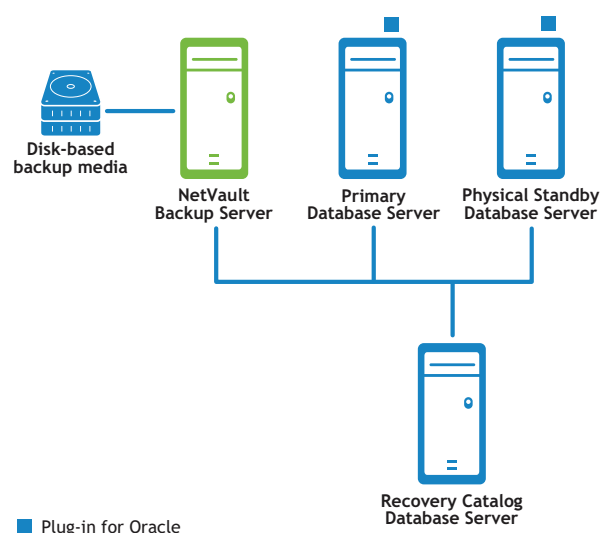 Disk-based
backup media
NetVault
Backup Server
Primary
Database Server
Physical Standby
Database Server
Recovery Catalog
Database Server
Plug-in for Oracle